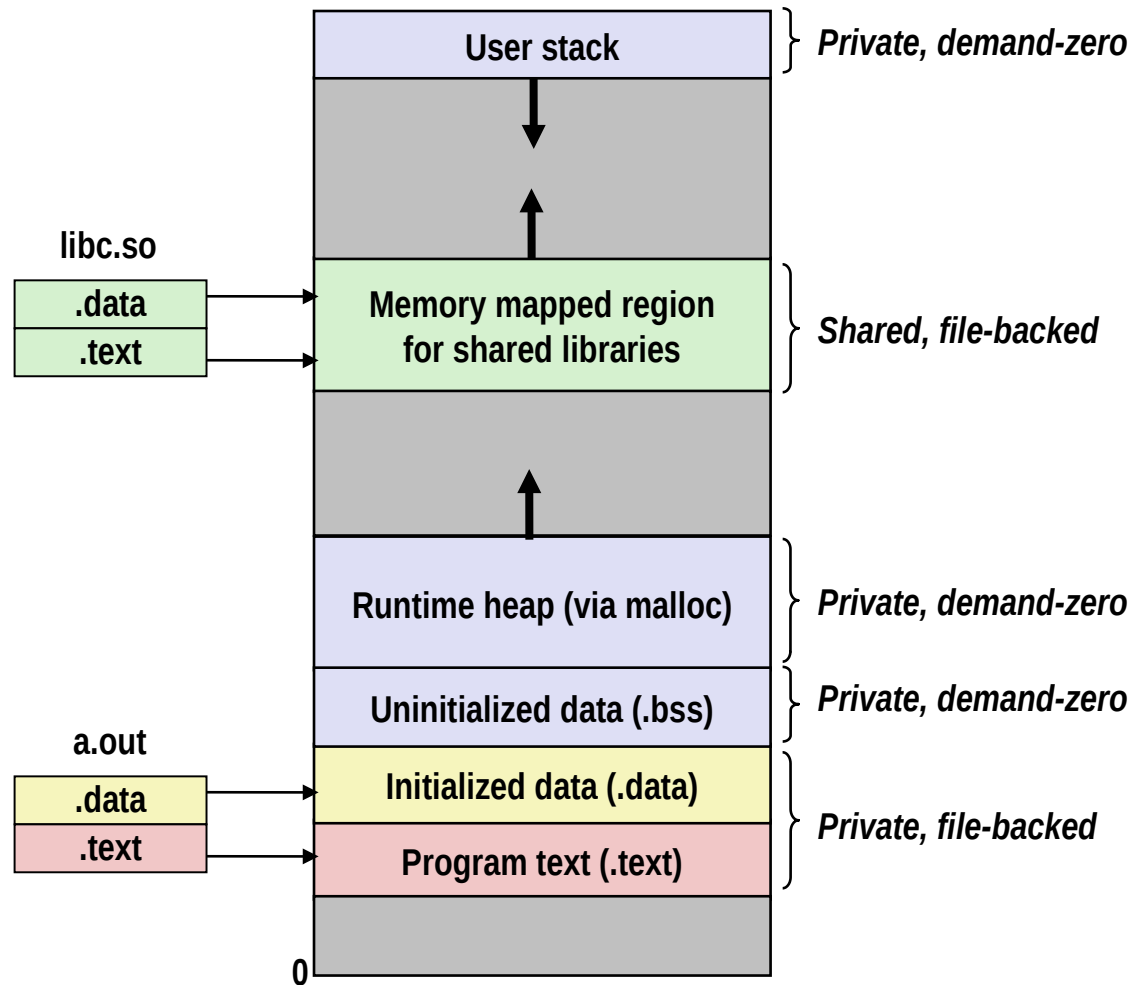 User stack
Private, demand-zero
libc.so
.data
.text
Memory mapped region
for shared libraries
Shared, file-backed
Runtime heap (via malloc)
Private, demand-zero
Uninitialized data (.bss)
Private, demand-zero
a.out
.data
.text
Initialized data (.data)
Program text (.text)
Private, file-backed
0